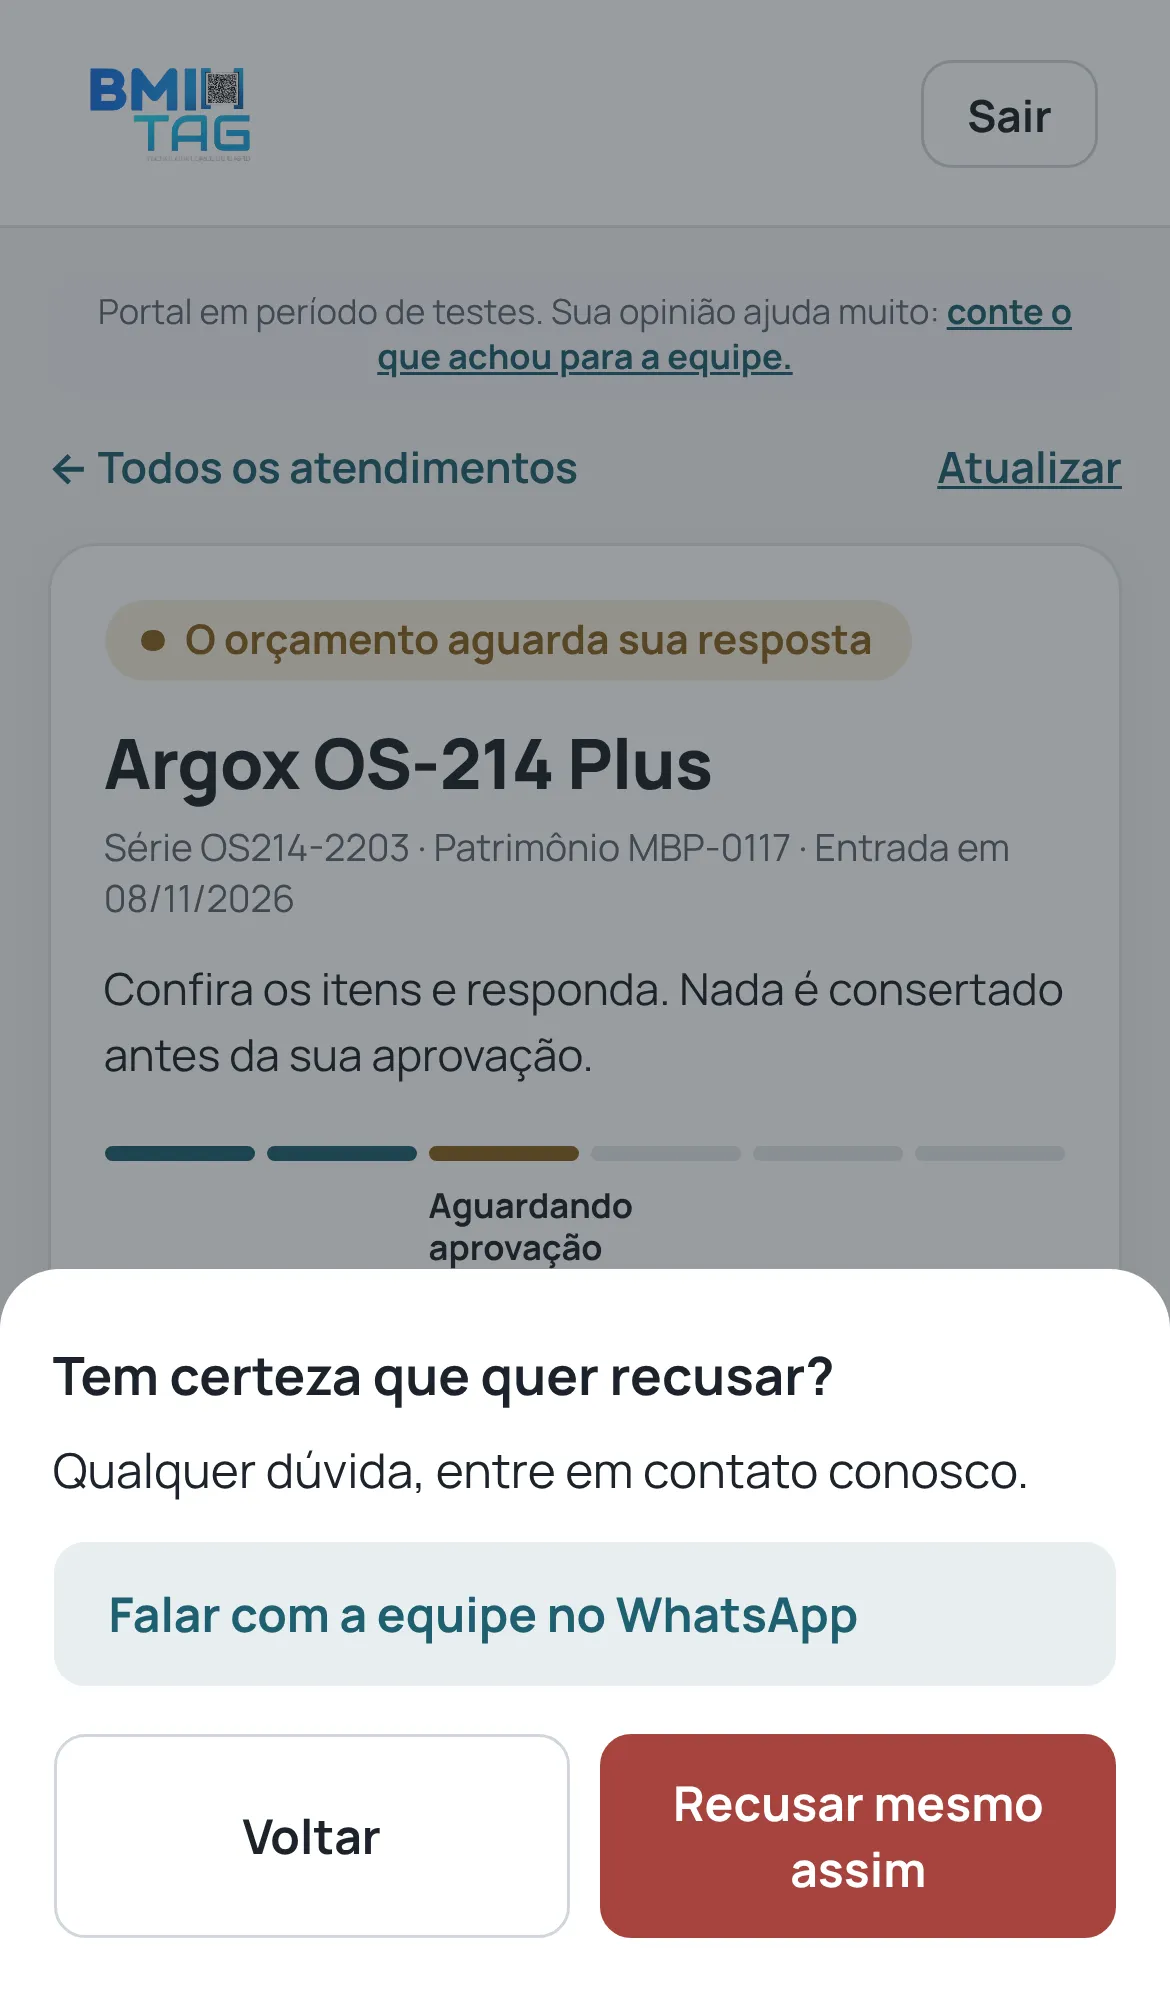 BMI
TAG
Sair
Portal em período de testes. Sua opinião ajuda muito: conte o
que achou para a equipe.
← Todos os atendimentos
Atualizar
O orçamento aguarda sua resposta
Argox OS-214 Plus
Série OS214-2203 · Patrimônio MBP-0117 · Entrada em
08/11/2026
Confira os itens e responda. Nada é consertado
antes da sua aprovação.
Aguardando
aprovação
Tem certeza que quer recusar?
Qualquer dúvida, entre em contato conosco.
Falar com a equipe no WhatsApp
Voltar
Recusar mesmo
assim